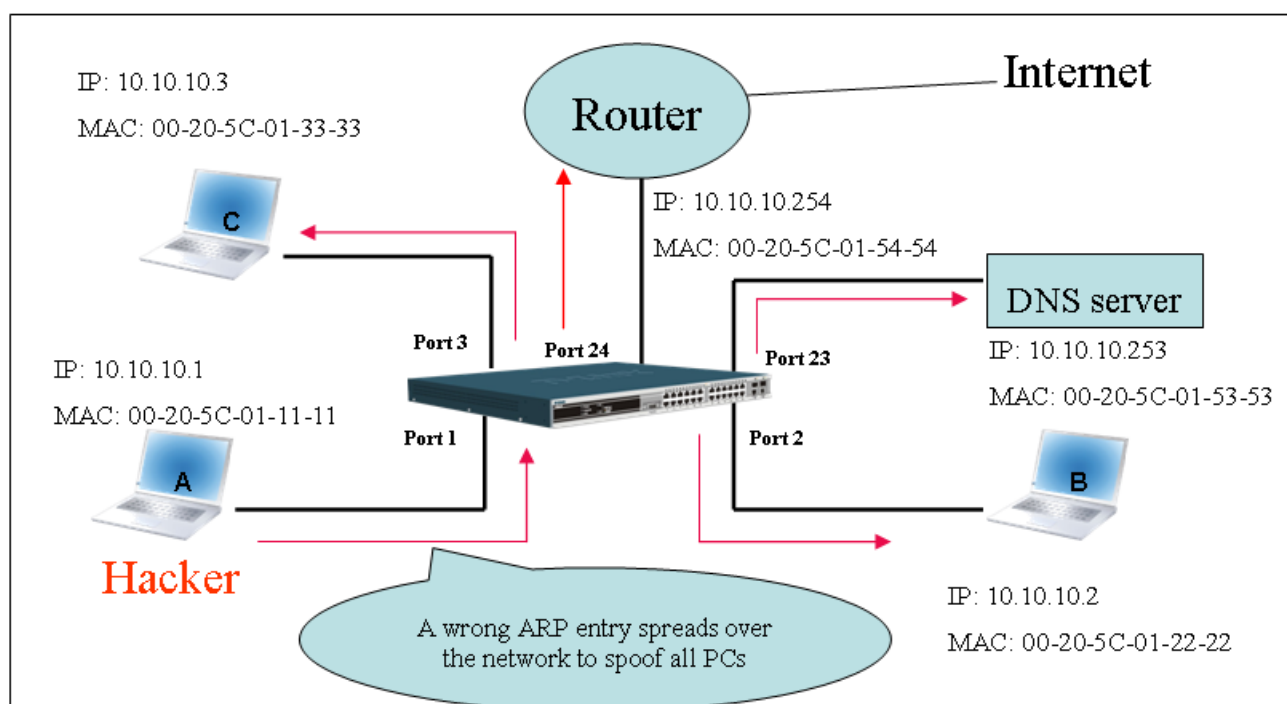 IP: 10.10.10.3
MAC: 00-20-5C-01-33-33
Router
Internet
C
IP: 10.10.10.254
MAC: 00-20-5C-01-54-54
DNS server
Port 3
Port 24
Port 23
IP: 10.10.10.1
MAC: 00-20-5C-01-11-11
IP: 10.10.10.253
MAC: 00-20-5C-01-53-53
Port 1
Port 2
A
B
Hacker
A wrong ARP entry spreads over
the network to spoof all PCs
IP: 10.10.10.2
MAC: 00-20-5C-01-22-22